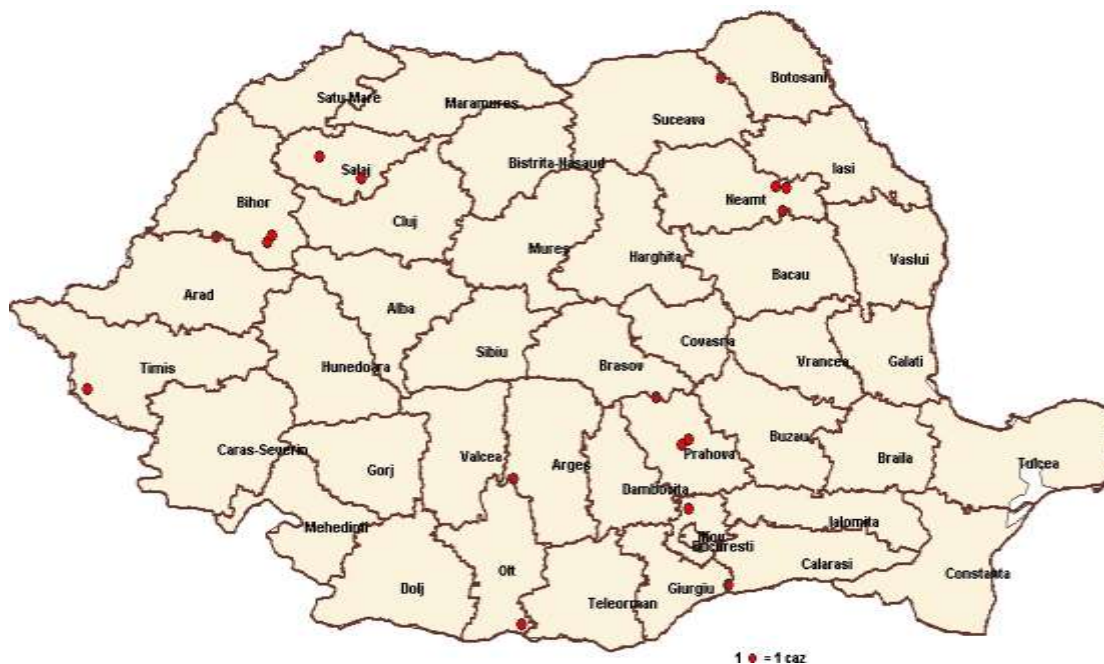 Botosani
Satu Mare
Maramures
Suceava
Bistrita-Nasaud
Iasi
Salaj
Neamt
Bihor
Cluj
Mures
Harghita
Bacau
Vaslui
Arad
Alba
Covasna
Sibiu
Brasov
Vrancea
Galati
Timis
Hunedoara
Caras-Severin
Valcea
Gorj
Arges
Prahova
Buzau
Braila
Tulcea
Dambovita
Mehedinti
Ialomita
Ilfov
Bucuresti
Olt
Dolj
Teleorman
Giurgiu
Calarasi
Constanta
1 = 1 caz